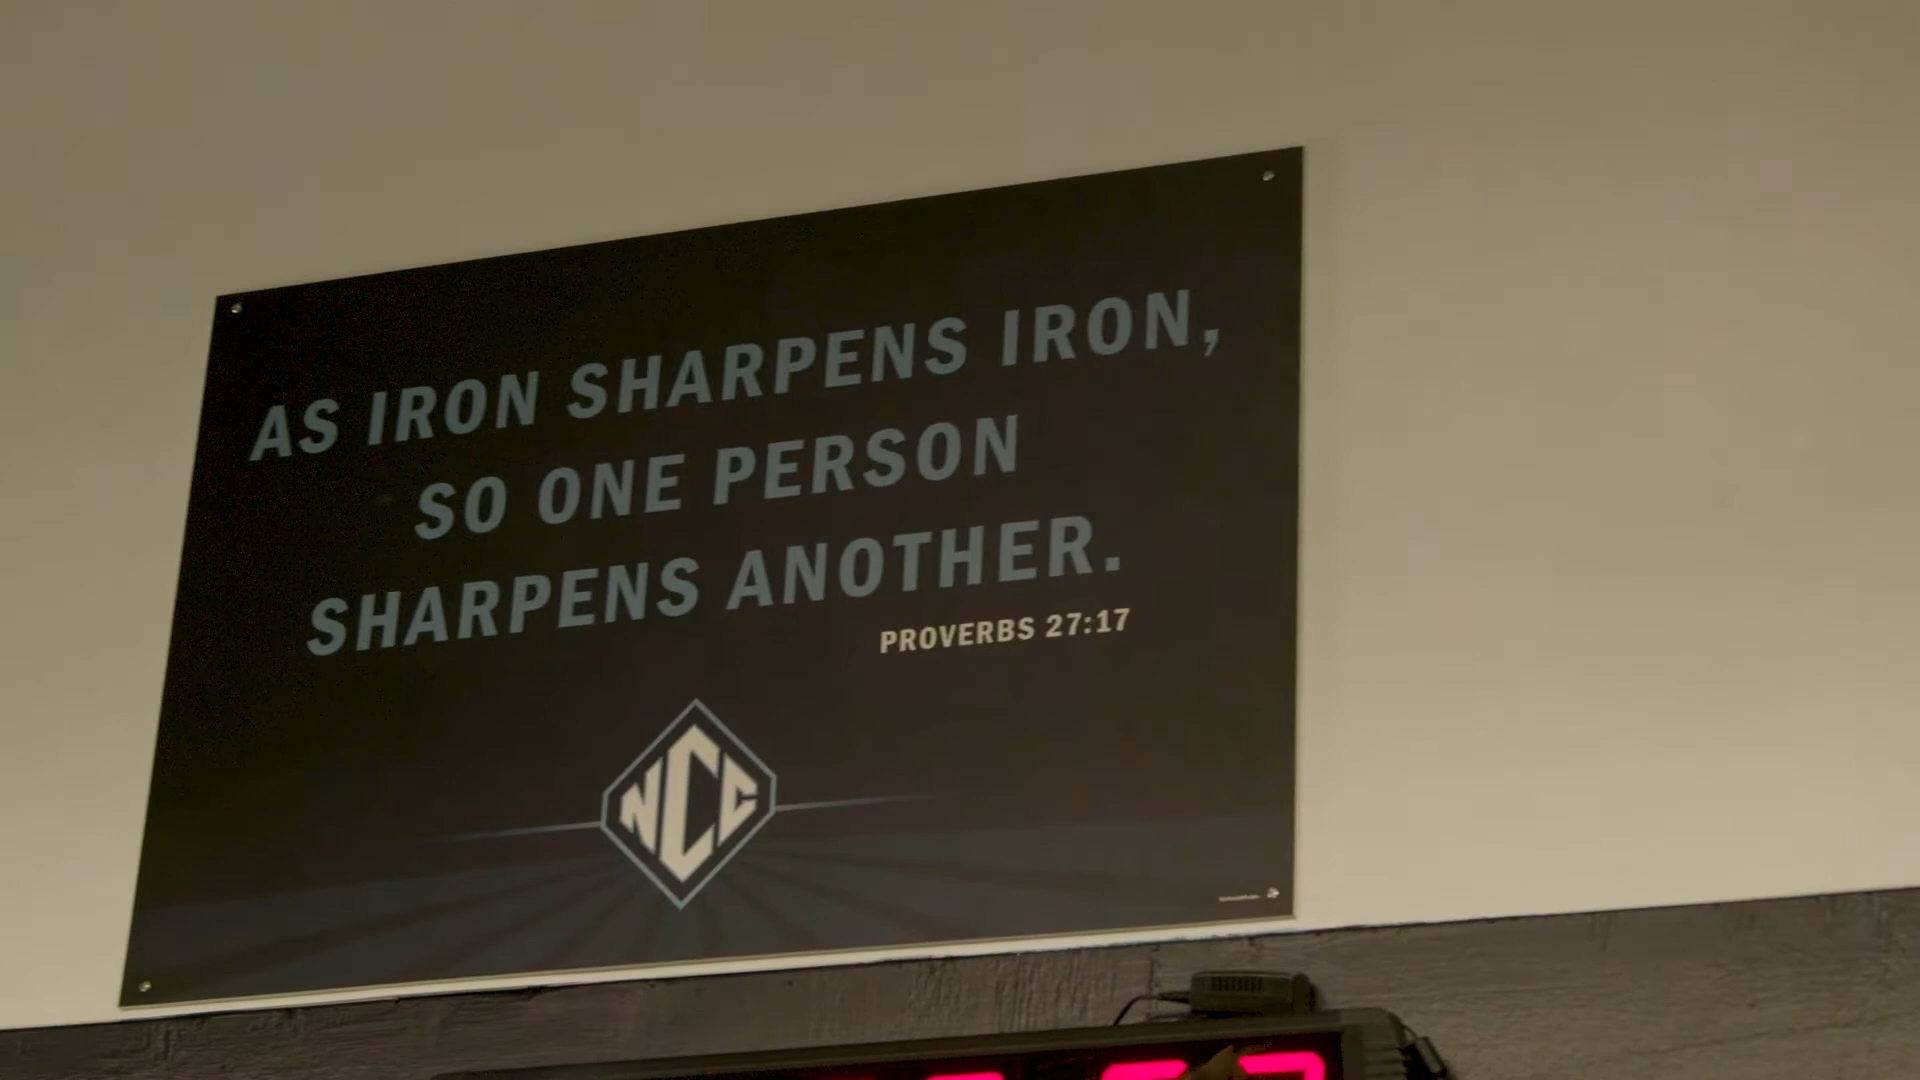 AS IRON SHARPENS IRON,
SO ONE PERSON
SHARPENS ANOTHER.
PROVERBS 27:17
NCC